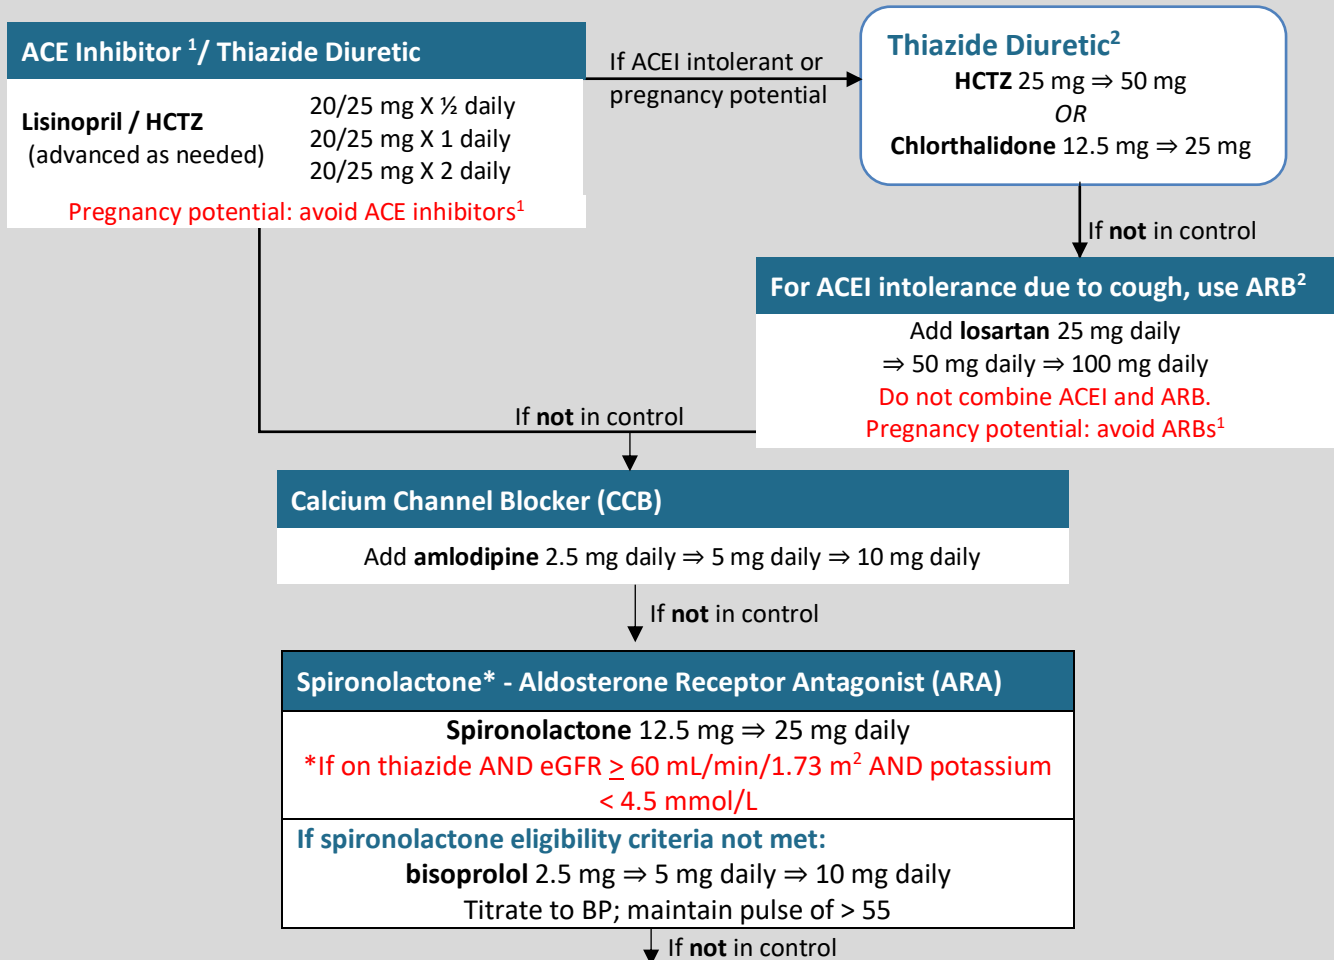 ACE Inhibitor ¹/ Thiazide Diuretic
Lisinopril / HCTZ
(advanced as needed)
20/25 mg X ½ daily
20/25 mg X 1 daily
20/25 mg X 2 daily
Pregnancy potential: avoid ACE inhibitors¹
If ACEI intolerant or
pregnancy potential
Thiazide Diuretic²
HCTZ 25 mg ⇒ 50 mg
OR
Chlorthalidone 12.5 mg ⇒ 25 mg
If not in control
For ACEI intolerance due to cough, use ARB²
Add losartan 25 mg daily
⇒ 50 mg daily ⇒ 100 mg daily
Do not combine ACEI and ARB.
Pregnancy potential: avoid ARBs¹
If not in control
Calcium Channel Blocker (CCB)
Add amlodipine 2.5 mg daily ⇒ 5 mg daily ⇒ 10 mg daily
If not in control
Spironolactone* - Aldosterone Receptor Antagonist (ARA)
Spironolactone 12.5 mg ⇒ 25 mg daily
*If on thiazide AND eGFR ≥ 60 mL/min/1.73 m² AND potassium
< 4.5 mmol/L
If spironolactone eligibility criteria not met:
bisoprolol 2.5 mg ⇒ 5 mg daily ⇒ 10 mg daily
Titrate to BP; maintain pulse of > 55
If not in control